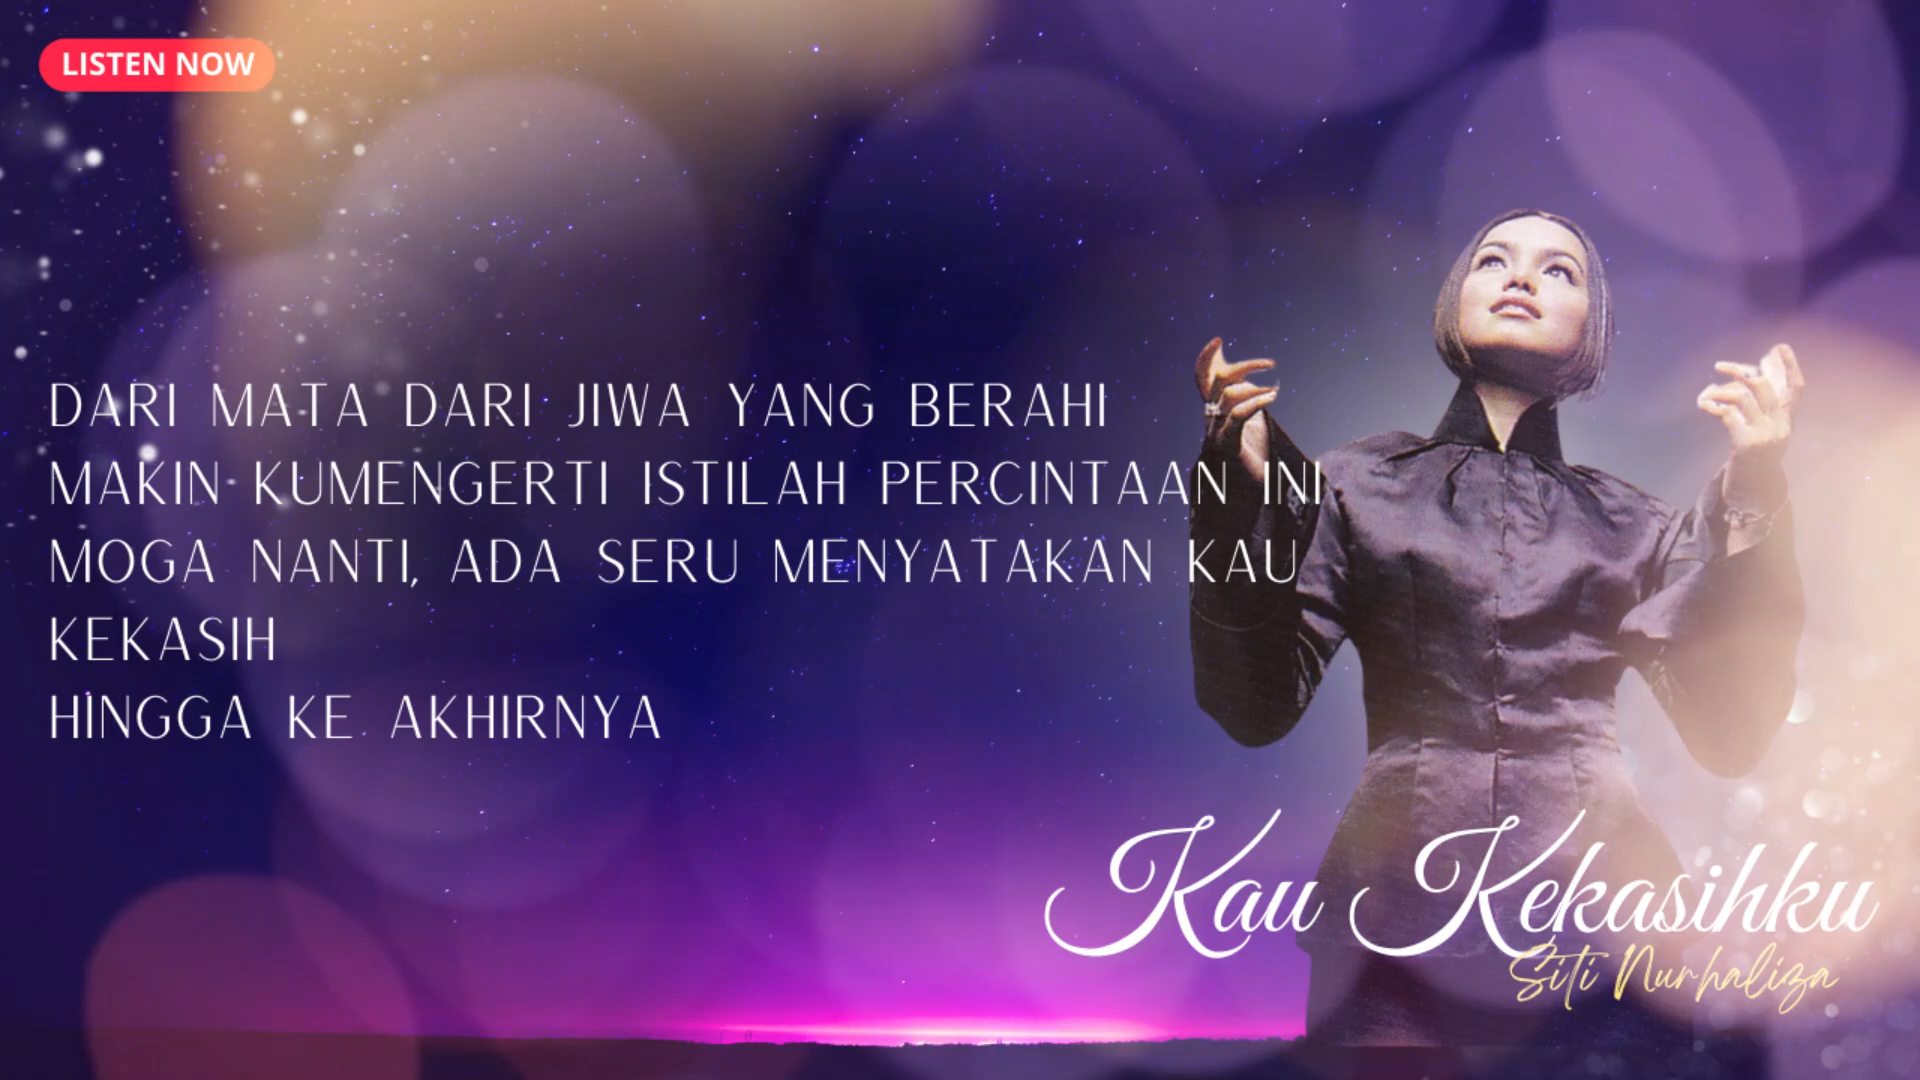 LISTEN NOW
DARI MATA DARI JIWA YANG BERAHI
MAKIN KUMENGERTI ISTILAH PERCINTAAN INI
MOGA NANTI, ADA SERU MENYATAKAN KAU
KEKASIH
HINGGA KE AKHIRNYA
Kau Kekasihku
Siti Nurhaliza